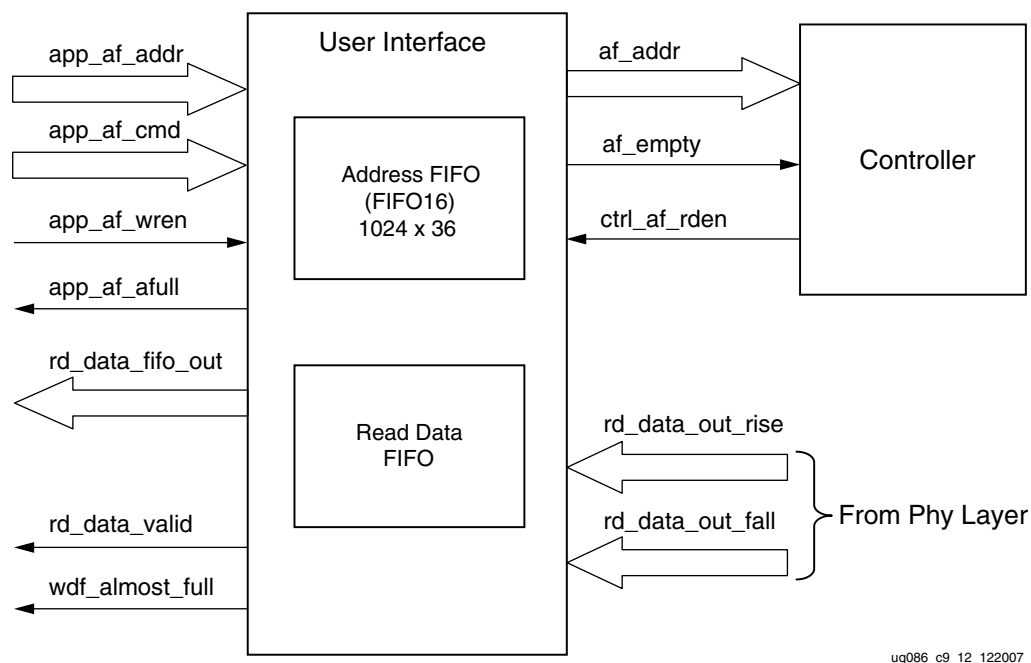 app_af_addr
app_af_cmd
app_af_wren
app_af_afull
rd_data_fifo_out
rd_data_valid
wdf_almost_full
User Interface
Address FIFO
(FIFO16)
1024 x 36
Read Data
FIFO
af_addr
af_empty
ctrl_af_rden
Controller
rd_data_out_rise
rd_data_out_fall
From Phy Layer
ug086_c9_12_122007